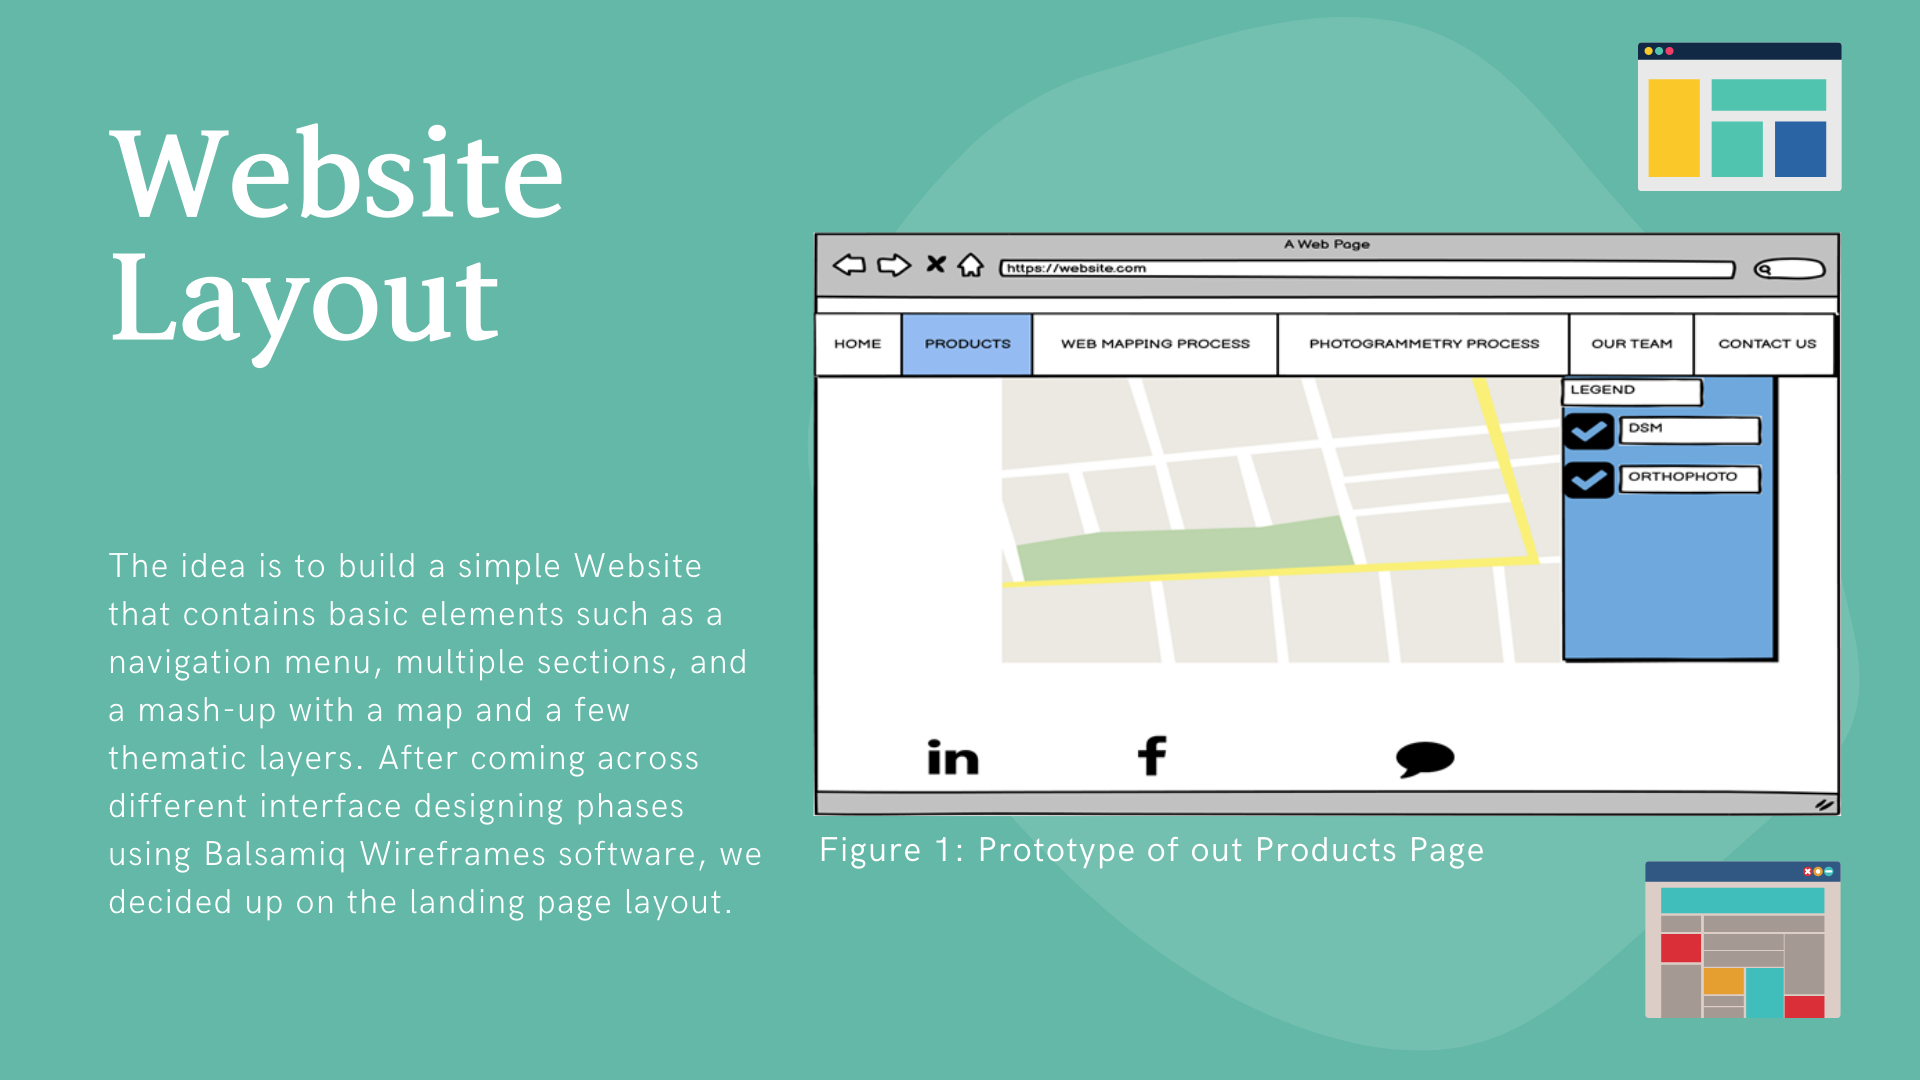 Website
Layout
The idea is to build a simple Website
that contains basic elements such as a
navigation menu, multiple sections, and
a mash-up with a map and a few
thematic layers. After coming across
different interface designing phases
using Balsamiq Wireframes software, we
decided up on the landing page layout.
A Web Page
https://website.com
HOME PRODUCTS WEB MAPPING PROCESS PHOTOGRAMMETRY PROCESS OUR TEAM CONTACT US
LEGEND
DSM
ORTHOPHOTO
in f
Figure 1: Prototype of out Products Page